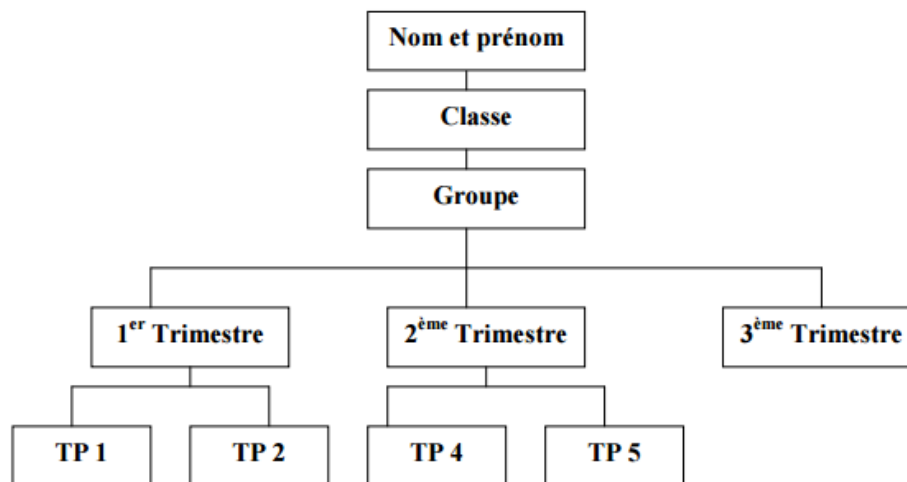 Nom et prénom
Classe
Groupe
1er Trimestre
2ème Trimestre
3ème Trimestre
TP 1
TP 2
TP 4
TP 5